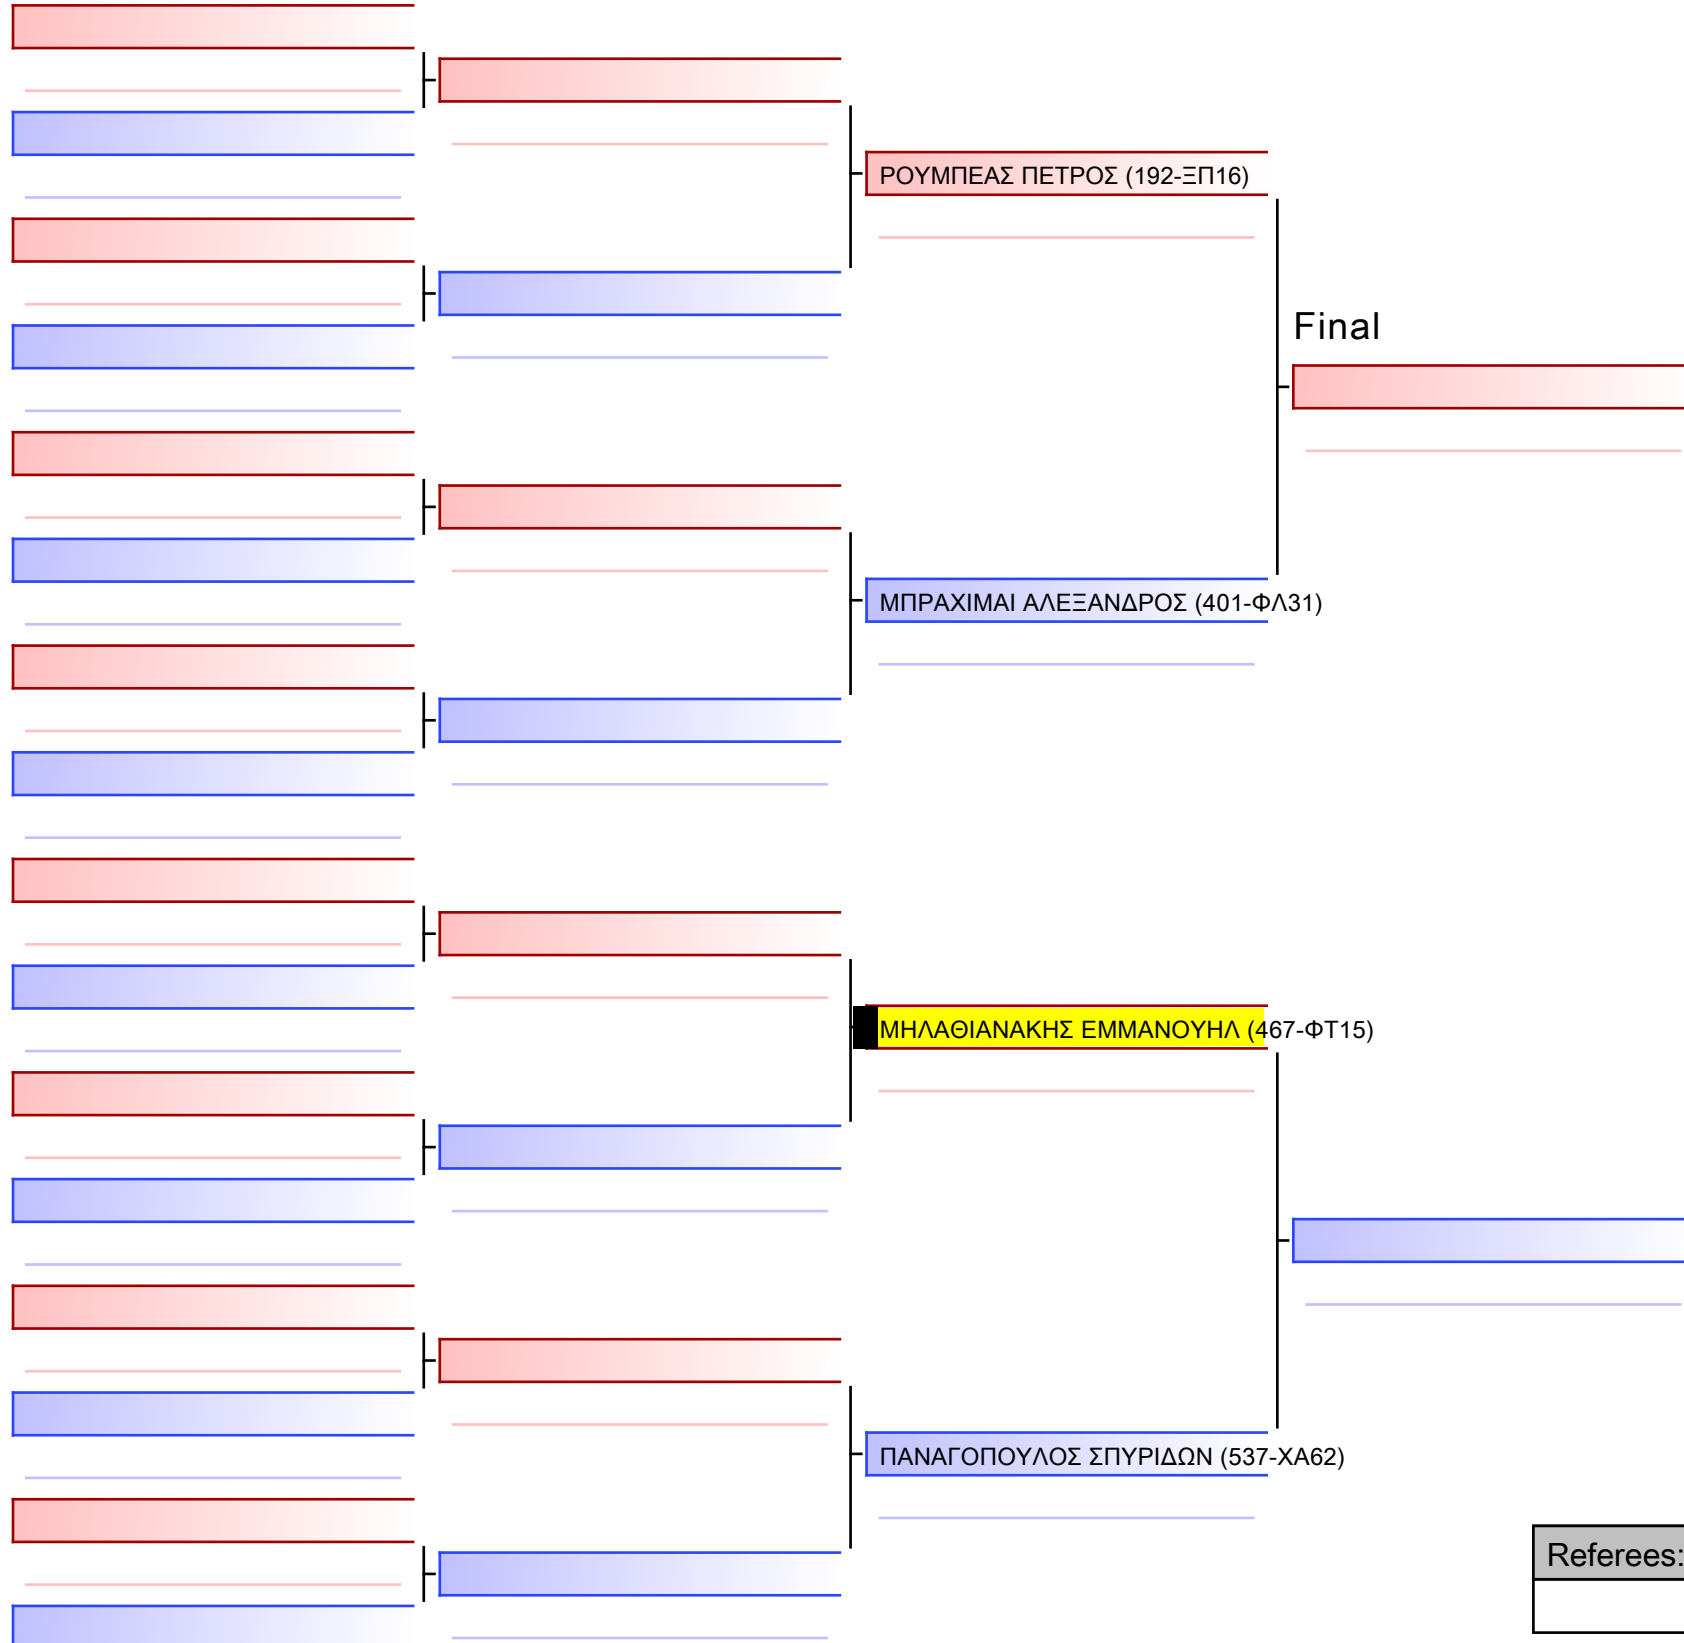 ΡΟΥΜΠΕΑΣ ΠΕΤΡΟΣ (192-ΞΠ16)
Final
ΜΠΡΑΧΙΜΑΙ ΑΛΕΞΑΝΔΡΟΣ (401-ΦΛ31)
ΜΗΛΑΘΙΑΝΑΚΗΣ ΕΜΜΑΝΟΥΗΛ (467-ΦΤ15)
ΠΑΝΑΓΟΠΟΥΛΟΣ ΣΠΥΡΙΔΩΝ (537-ΧΑ62)
Referees: